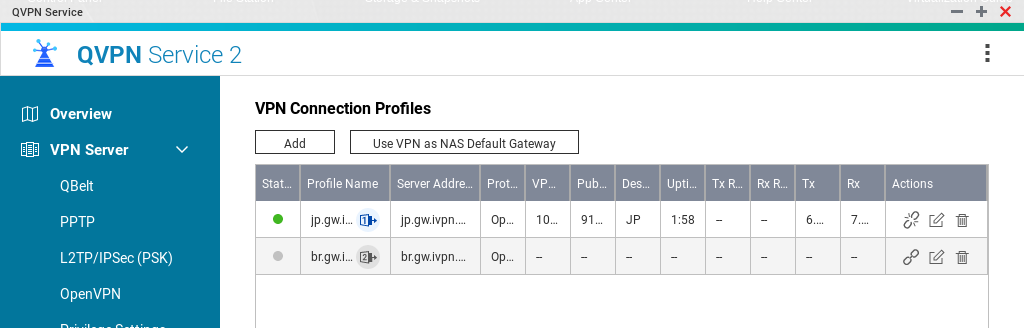 QVPN Service
QVPN Service 2
Overview
VPN Server
QBelt
PPTP
L2TP/IPSec (PSK)
OpenVPN
Privilege Settings
VPN Connection Profiles
Add Use VPN as NAS Default Gateway
Stat... Profile Name Server Addre... Prot... VP... Pub... Des... Upti... Tx R... Rx R... Tx Rx Actions
jp.gw.i... 1 jp.gw.ivpn.... Op... 10... 91... JP 1:58 -- -- 6.... 7....
br.gw.i... 2 br.gw.ivpn.... Op... -- -- -- -- -- -- -- --